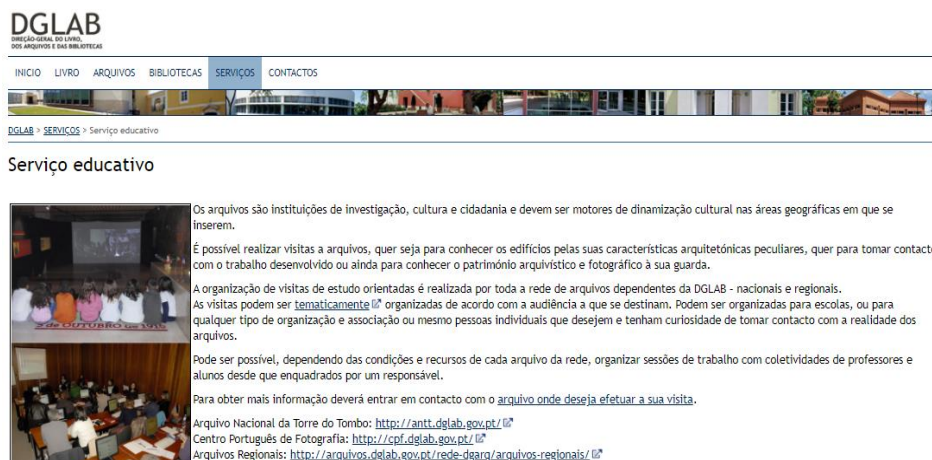 DGLAB
DIREÇÃO-GERAL DO LIVRO,
DOS ARQUIVOS E DAS BIBLIOTECAS
INICIO LIVRO ARQUIVOS BIBLIOTECAS SERVIÇOS CONTACTOS
DGLAB > SERVIÇOS > Serviço educativo
Serviço educativo
Os arquivos são instituições de investigação, cultura e cidadania e devem ser motores de dinamização cultural nas áreas geográficas em que se
inserem.
É possível realizar visitas a arquivos, quer seja para conhecer os edifícios pelas suas características arquitetónicas peculiares, quer para tomar contacto
com o trabalho desenvolvido ou ainda para conhecer o património arquivístico e fotográfico à sua guarda.
A organização de visitas de estudo orientadas é realizada por toda a rede de arquivos dependentes da DGLAB - nacionais e regionais.
As visitas podem ser tematicamente organizadas de acordo com a audiência a que se destinam. Podem ser organizadas para escolas, ou para
qualquer tipo de organização e associação ou mesmo pessoas individuais que desejem e tenham curiosidade de tomar contacto com a realidade dos
arquivos.
Pode ser possível, dependendo das condições e recursos de cada arquivo da rede, organizar sessões de trabalho com coletividades de professores e
alunos desde que enquadrados por um responsável.
Para obter mais informação deverá entrar em contacto com o arquivo onde deseja efetuar a sua visita.
Arquivo Nacional da Torre do Tombo: http://antt.dglab.gov.pt/
Centro Português de Fotografia: http://cpf.dglab.gov.pt/
Arquivos Regionais: http://arquivos.dglab.gov.pt/rede-dgarq/arquivos-regionais/
5 de OUTUBRO de 1910